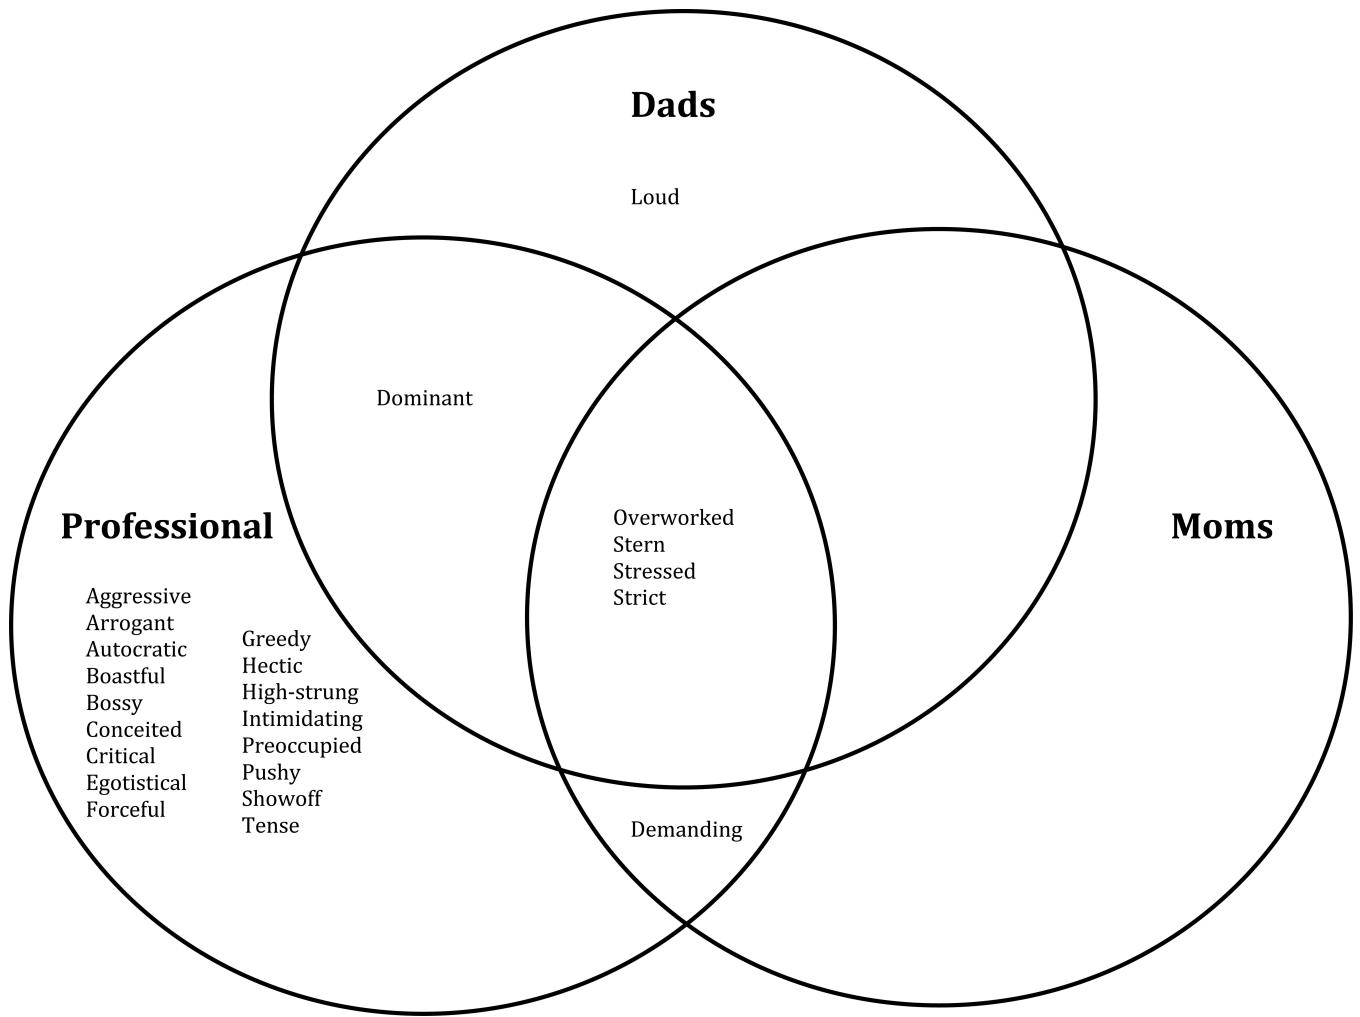 Dads
Loud
Dominant
Professional
Moms
Overworked
Stern
Stressed
Strict
Aggressive
Arrogant
Autocratic
Boastful
Bossy
Conceited
Critical
Egotistical
Forceful
Greedy
Hectic
High-strung
Intimidating
Preoccupied
Pushy
Showoff
Tense
Demanding